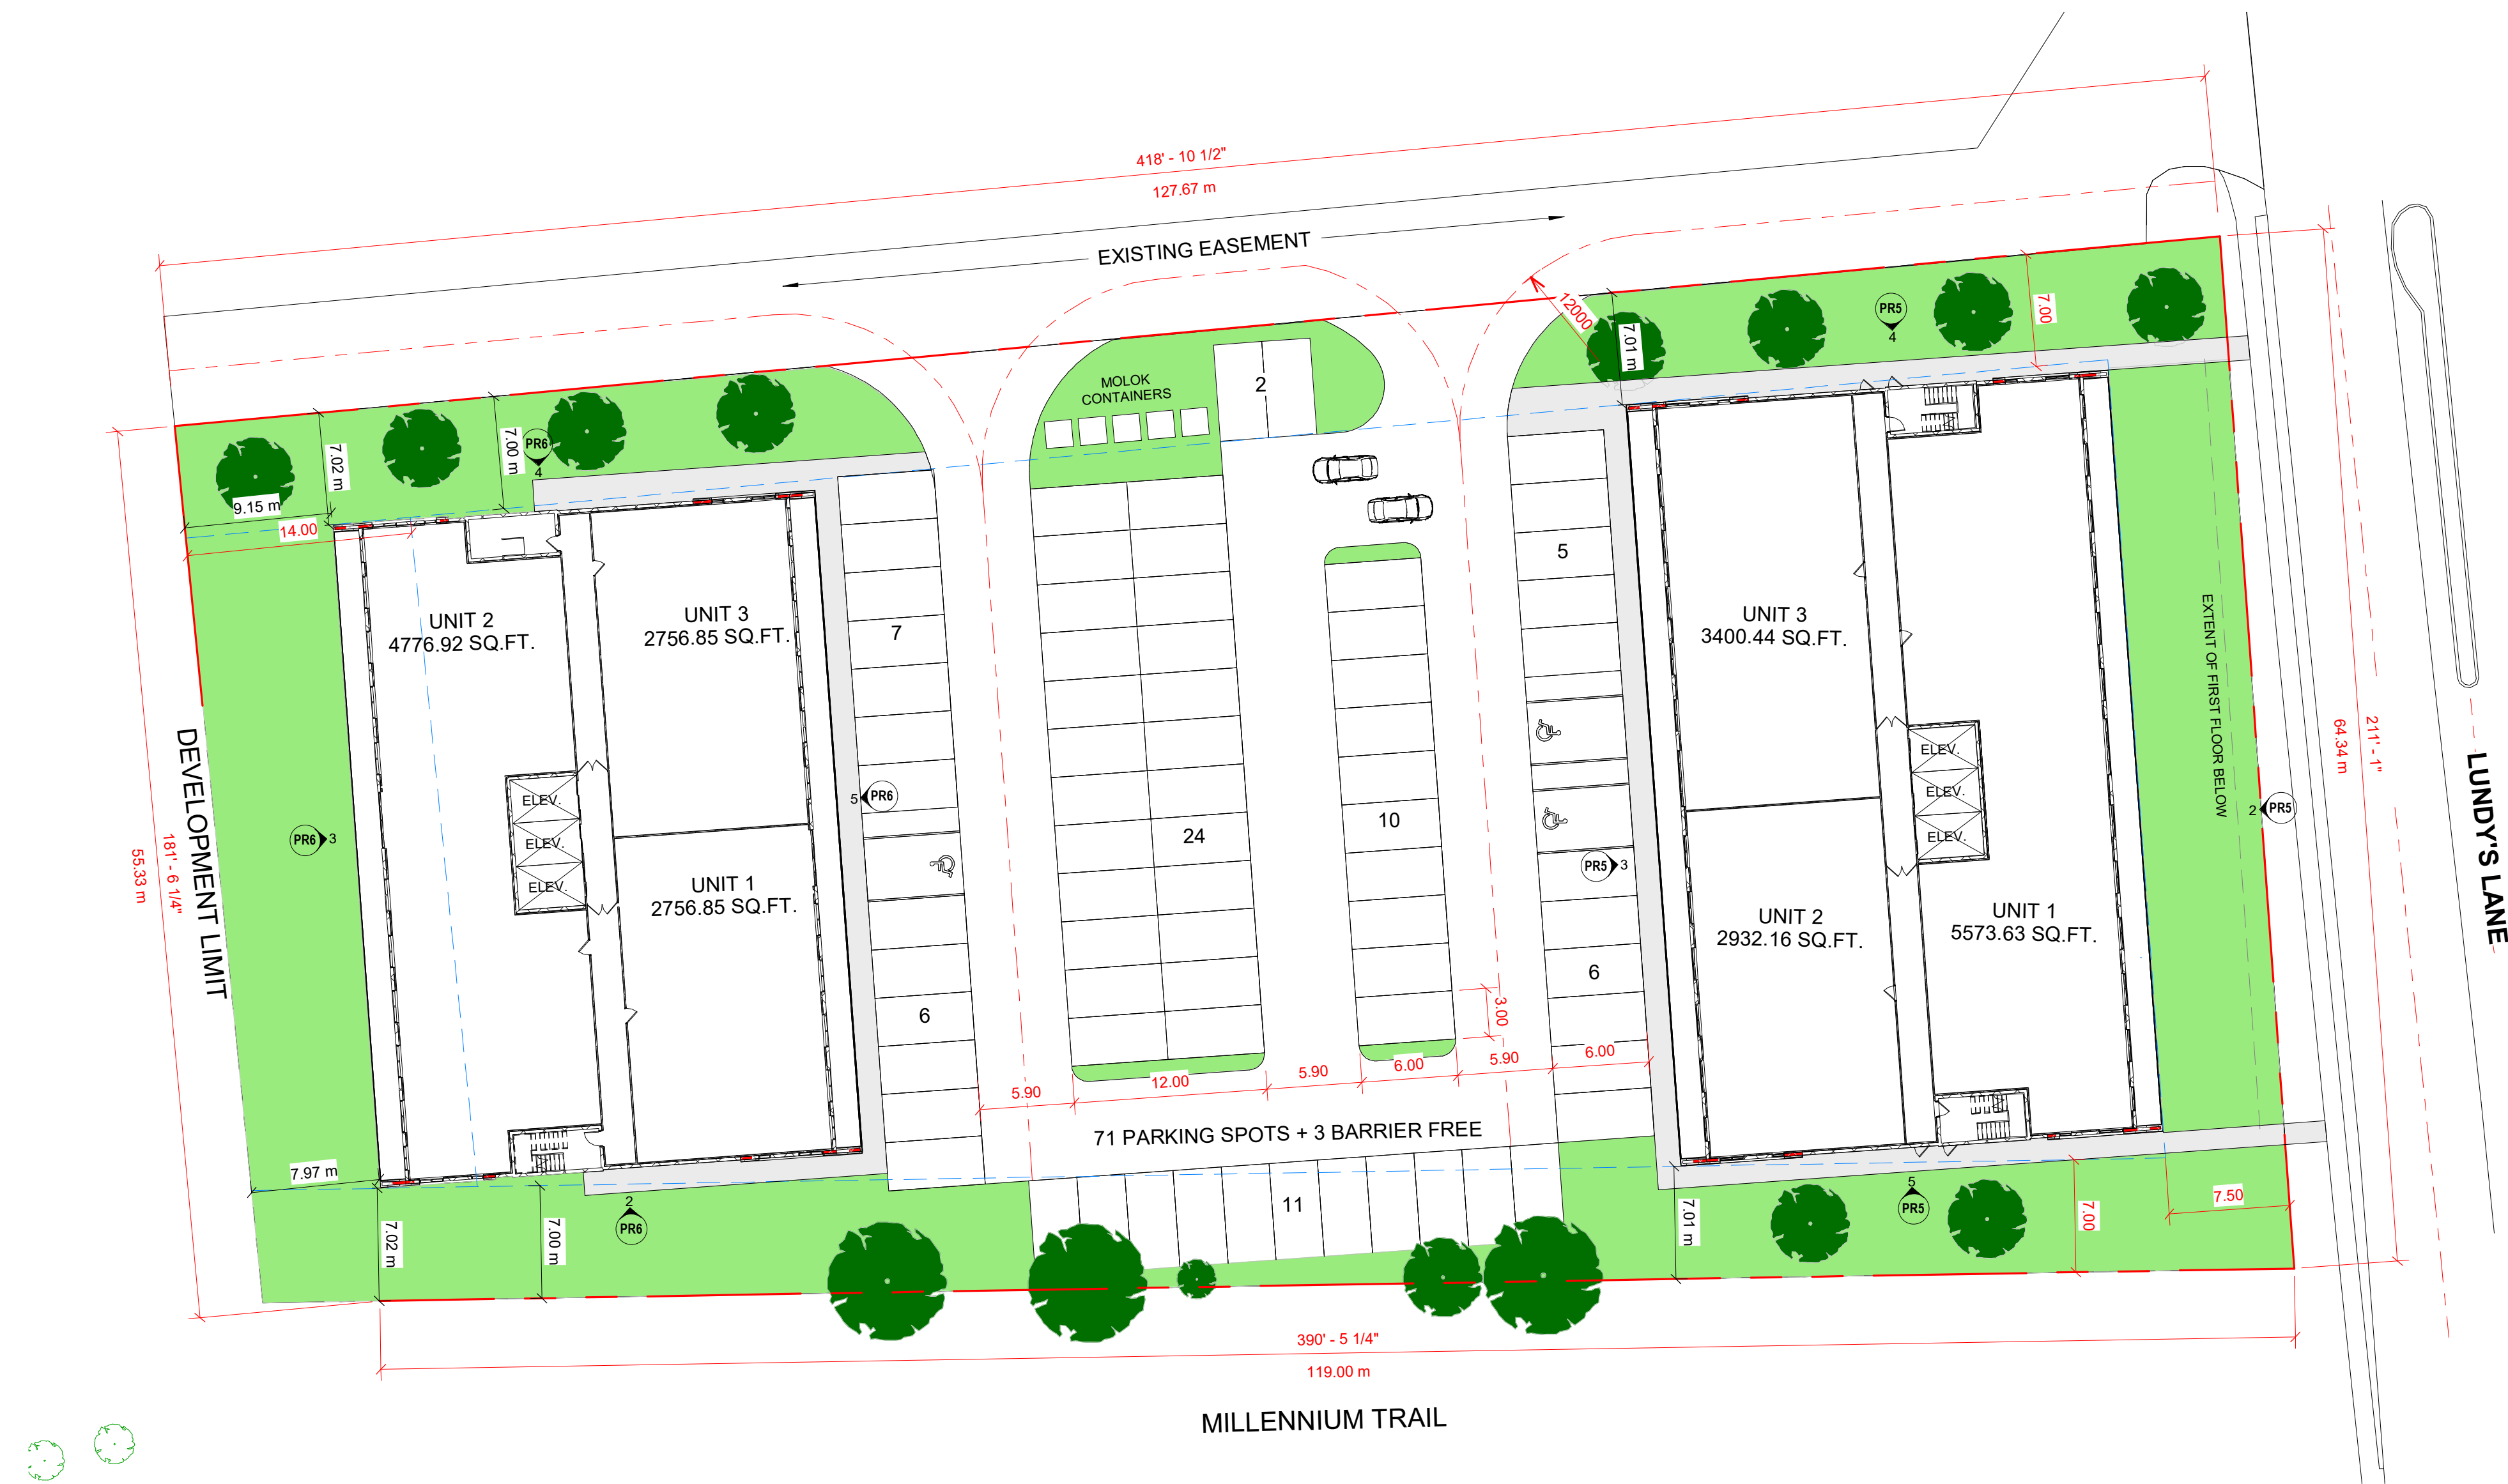 418' - 10 1/2"
127.67 m
EXISTING EASEMENT
12000
7.01 m
PR5
4
7.00
MOLOK
CONTAINERS
2
7.02 m
7.00 m
PR6
4
9.15 m
14.00
UNIT 2
4776.92 SQ.FT.
UNIT 3
2756.85 SQ.FT.
7
5
UNIT 3
3400.44 SQ.FT.
EXTENT OF FIRST FLOOR BELOW
DEVELOPMENT LIMIT
181' - 6 1/4"
55.33 m
PR6
3
ELEV.
ELEV.
ELEV.
5
PR6
UNIT 1
2756.85 SQ.FT.
24
10
PR5
3
ELEV.
ELEV.
ELEV.
2
PR5
64.34 m
211' - 1"
LUNDY'S LANE
UNIT 2
2932.16 SQ.FT.
UNIT 1
5573.63 SQ.FT.
6
6
3.00
5.90
12.00
5.90
6.00
5.90
6.00
71 PARKING SPOTS + 3 BARRIER FREE
7.97 m
7.02 m
7.00 m
2
PR6
11
7.01 m
5
PR5
7.00
7.50
390' - 5 1/4"
119.00 m
MILLENNIUM TRAIL